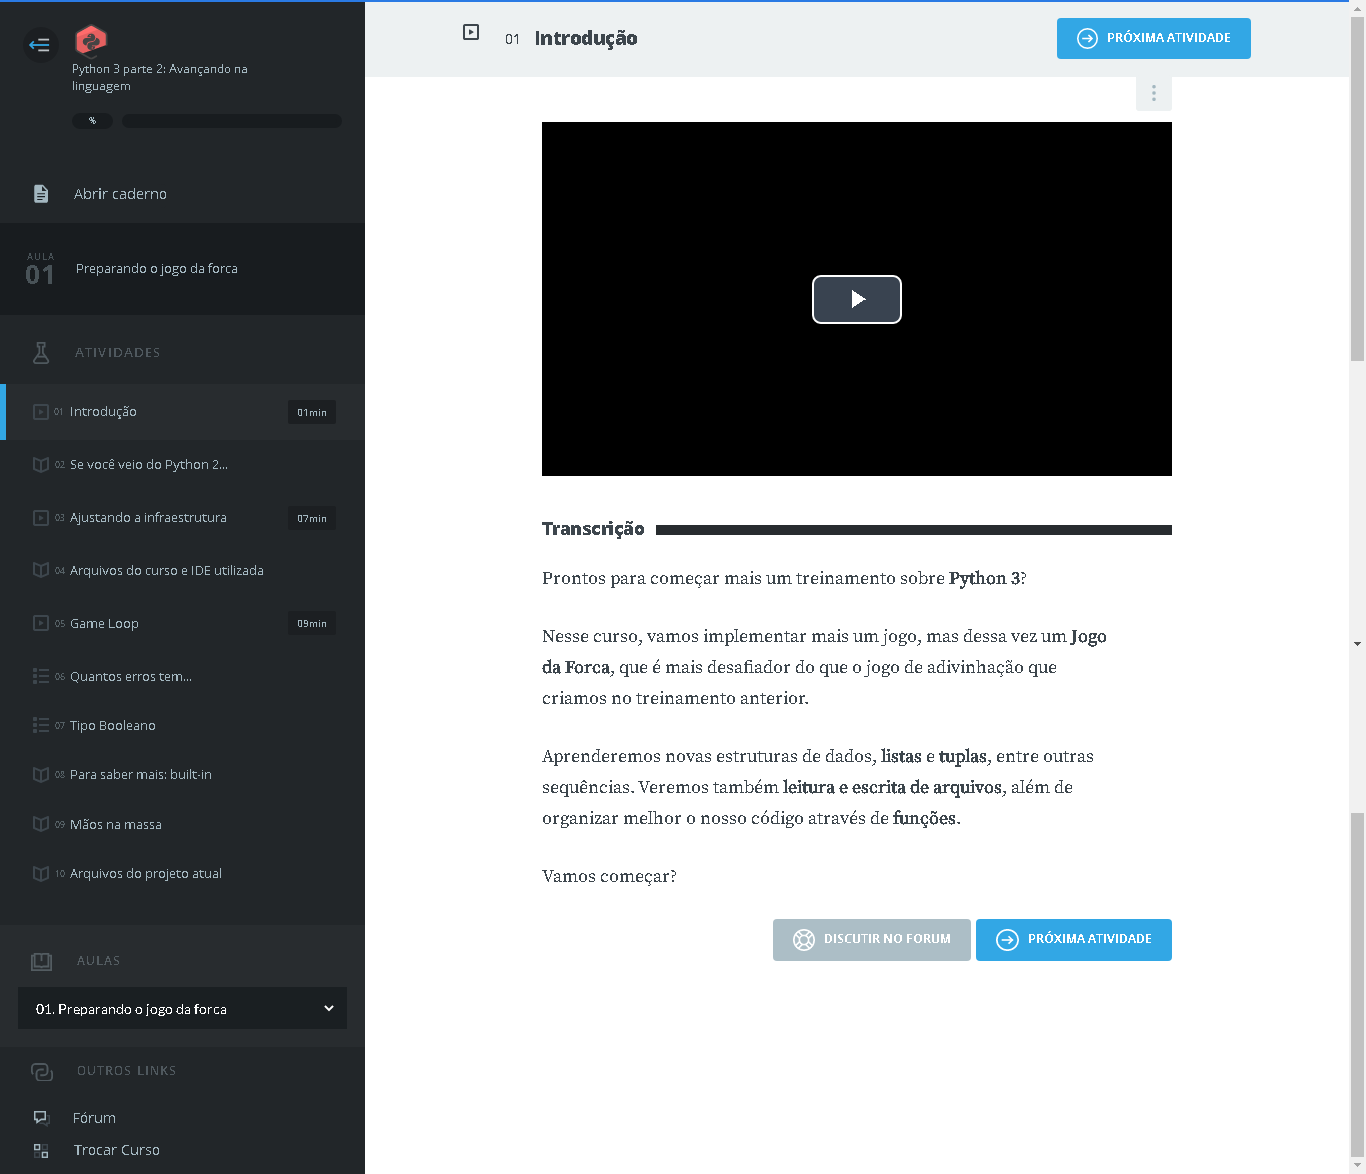 Python 3 parte 2: Avançando na
linguagem
%
Abrir caderno
AULA
01
Preparando o jogo da forca
ATIVIDADES
01 Introdução 01min
02 Se você veio do Python 2...
03 Ajustando a infraestrutura 07min
04 Arquivos do curso e IDE utilizada
05 Game Loop 09min
06 Quantos erros tem...
07 Tipo Booleano
08 Para saber mais: built-in
09 Mãos na massa
10 Arquivos do projeto atual
AULAS
01. Preparando o jogo da forca
OUTROS LINKS
Fórum
Trocar Curso
01 Introdução
PRÓXIMA ATIVIDADE
Transcrição
Prontos para começar mais um treinamento sobre Python 3?
Nesse curso, vamos implementar mais um jogo, mas dessa vez um Jogo
da Forca, que é mais desafiador do que o jogo de adivinhação que
criamos no treinamento anterior.
Aprenderemos novas estruturas de dados, listas e tuplas, entre outras
sequências. Veremos também leitura e escrita de arquivos, além de
organizar melhor o nosso código através de funções.
Vamos começar?
DISCUTIR NO FORUM
PRÓXIMA ATIVIDADE